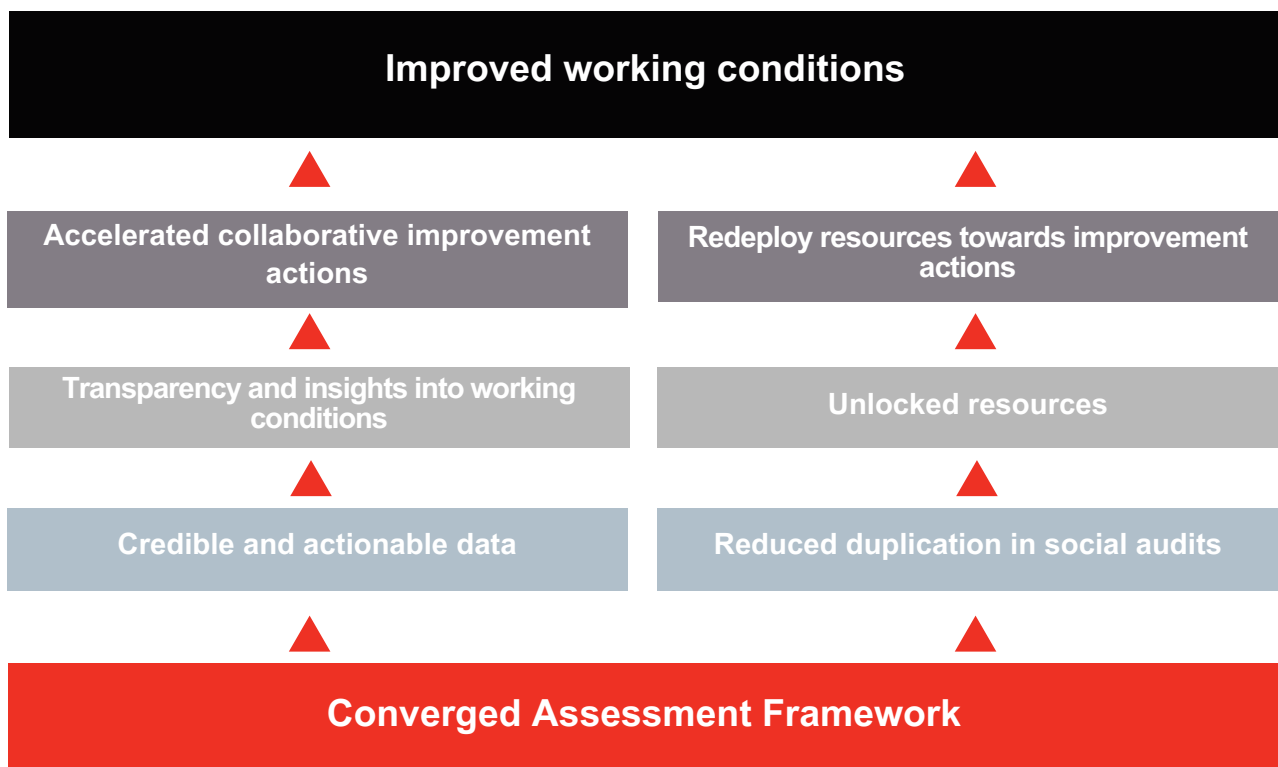 Improved working conditions
Accelerated collaborative improvement
actions
Redeploy resources towards improvement
actions
Transparency and insights into working
conditions
Unlocked resources
Credible and actionable data
Reduced duplication in social audits
Converged Assessment Framework